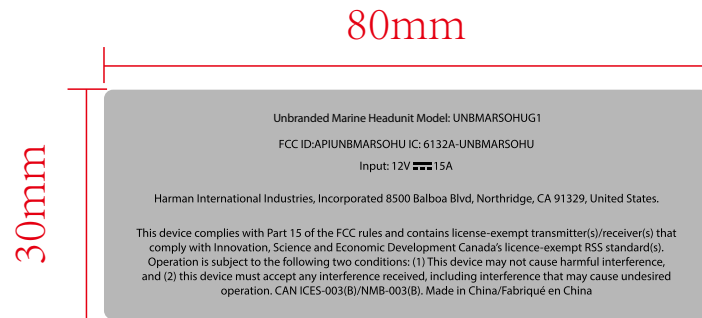 80mm
30mm
Unbranded Marine Headunit Model: UNBMARSOHUG1
FCC ID:APIUNBMARSOHU IC: 6132A-UNBMARSOHU
Input: 12V ⎓ 15A
Harman International Industries, Incorporated 8500 Balboa Blvd, Northridge, CA 91329, United States.
This device complies with Part 15 of the FCC rules and contains license-exempt transmitter(s)/receiver(s) that
comply with Innovation, Science and Economic Development Canada's licence-exempt RSS standard(s).
Operation is subject to the following two conditions: (1) This device may not cause harmful interference,
and (2) this device must accept any interference received, including interference that may cause undesired
operation. CAN ICES-003(B)/NMB-003(B). Made in China/Fabriqué en China